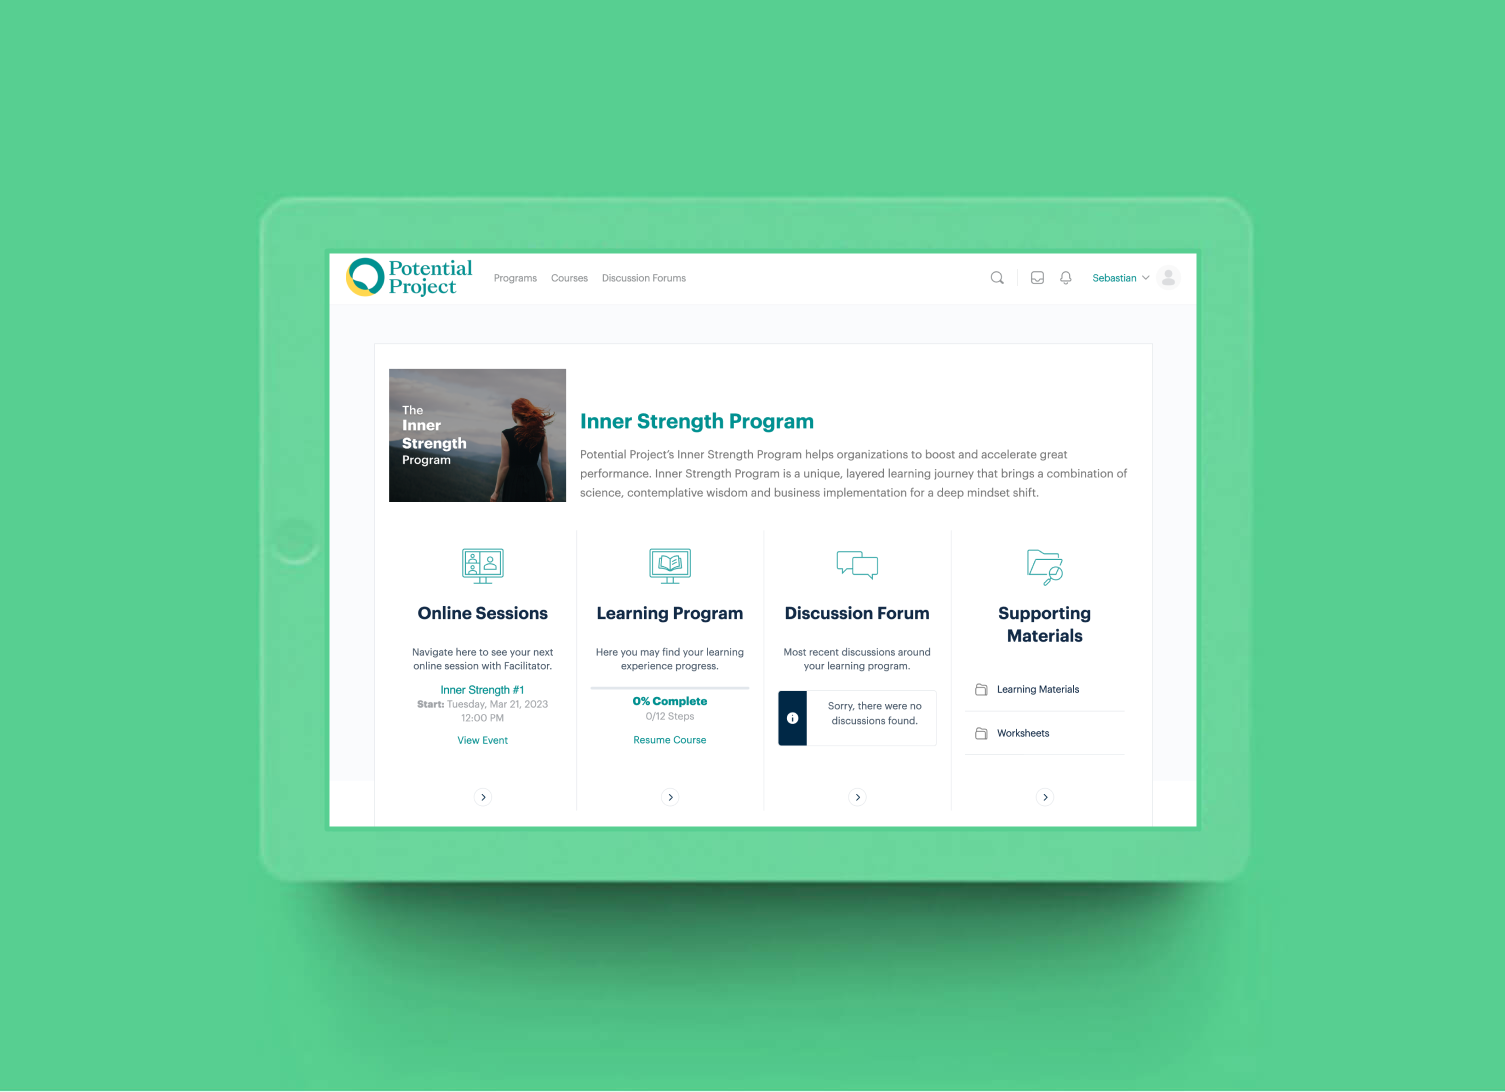 Potential
Project
Programs Courses Discussion Forums
Sebastian
The
Inner
Strength
Program
Inner Strength Program
Potential Project's Inner Strength Program helps organizations to boost and accelerate great
performance. Inner Strength Program is a unique, layered learning journey that brings a combination of
science, contemplative wisdom and business implementation for a deep mindset shift.
Online Sessions
Navigate here to see your next
online session with Facilitator.
Inner Strength #1
Start: Tuesday, Mar 21, 2023
12:00 PM
View Event
Learning Program
Here you may find your learning
experience progress.
0% Complete
0/12 Steps
Resume Course
Discussion Forum
Most recent discussions around
your learning program.
Sorry, there were no
discussions found.
Supporting
Materials
Learning Materials
Worksheets